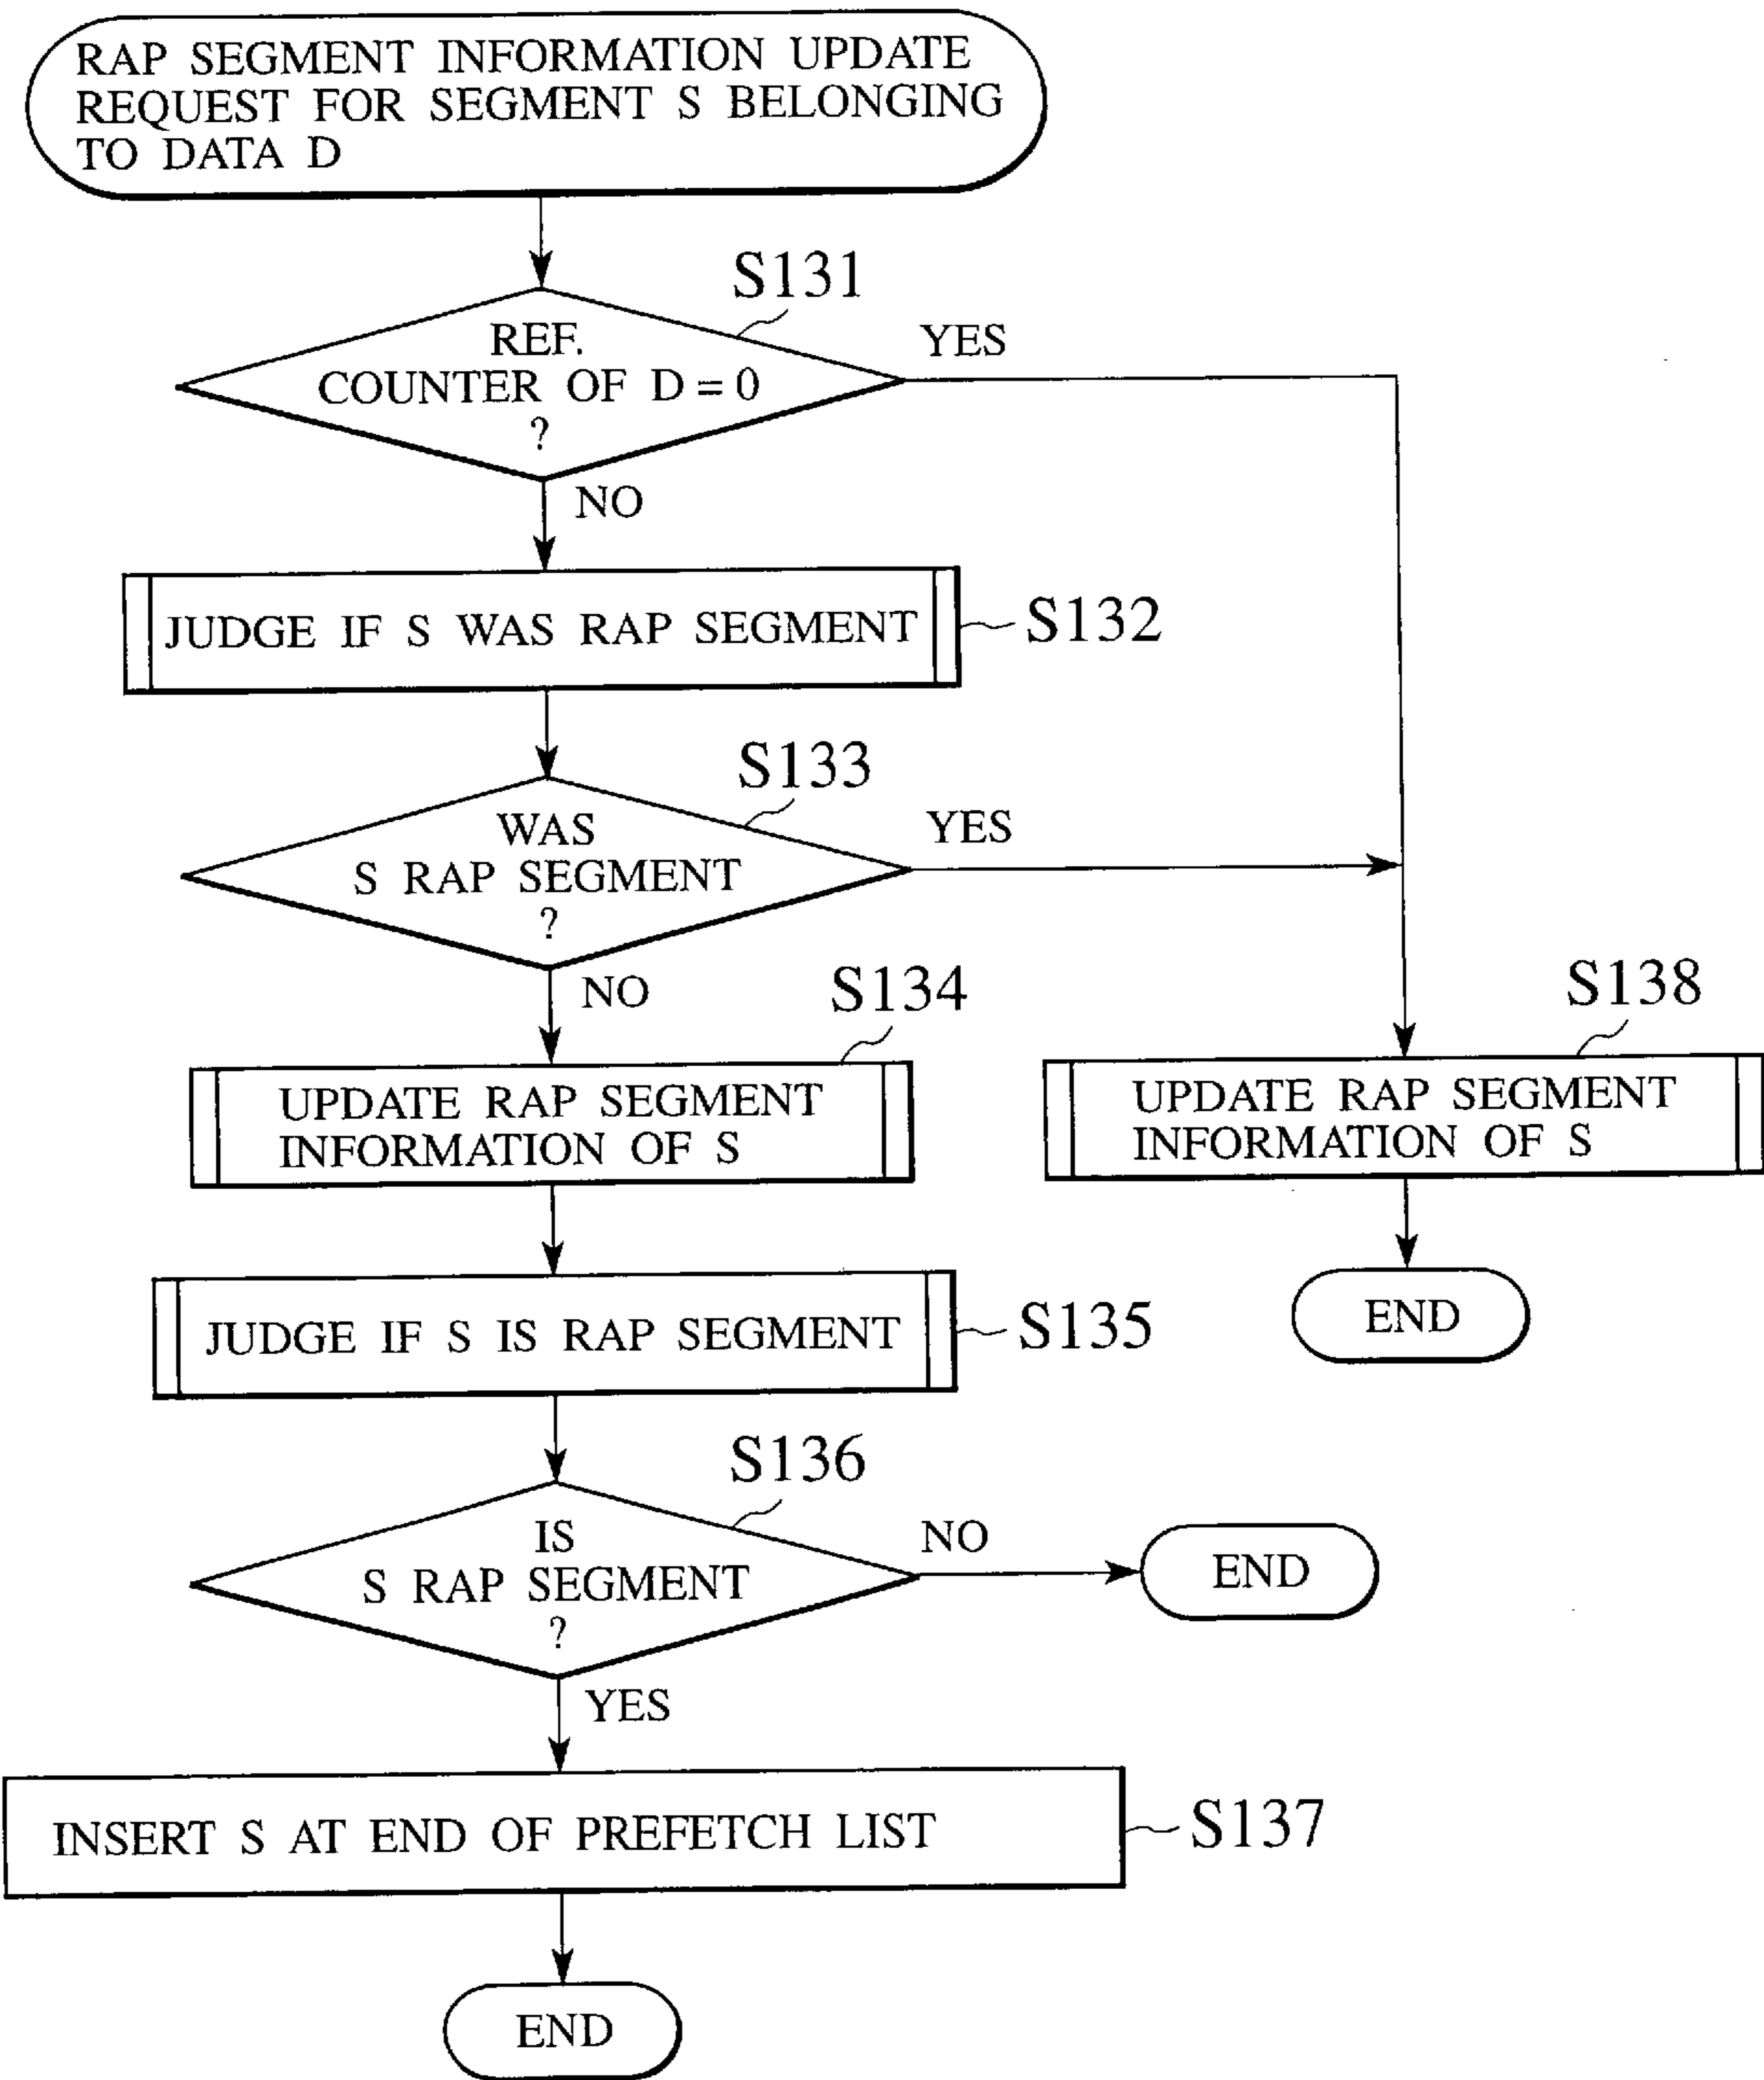 RAP SEGMENT INFORMATION UPDATE
REQUEST FOR SEGMENT S BELONGING
TO DATA D
S131
REF.
COUNTER OF D = 0
?
YES
NO
JUDGE IF S WAS RAP SEGMENT
S132
S133
WAS
S RAP SEGMENT
?
YES
NO
S134
UPDATE RAP SEGMENT
INFORMATION OF S
S138
UPDATE RAP SEGMENT
INFORMATION OF S
END
JUDGE IF S IS RAP SEGMENT
S135
S136
IS
S RAP SEGMENT
?
NO
END
YES
INSERT S AT END OF PREFETCH LIST
S137
END